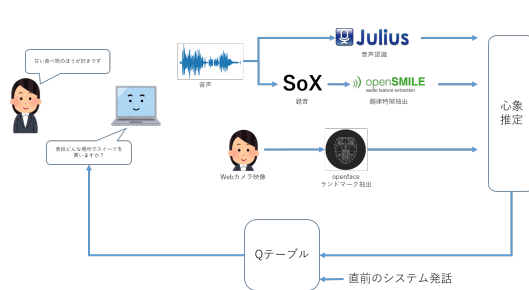 甘い食べ物のほうが好きです
普段どんな場所でスイーツを
買いますか？
音声
Julius
音声認識
SoX
録音
openSMILE
audio feature extraction
韻律特徴抽出
Webカメラ映像
openface
ランドマーク抽出
心象
推定
Qテーブル
直前のシステム発話